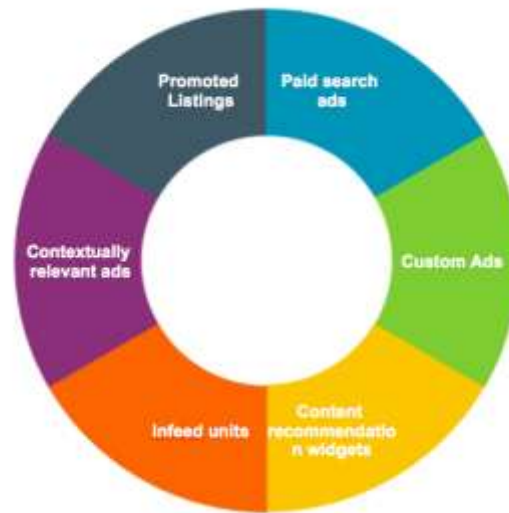 Promoted
Listings
Paid search
ads
Custom Ads
Content
recommendatio
n widgets
Infeed units
Contextually
relevant ads